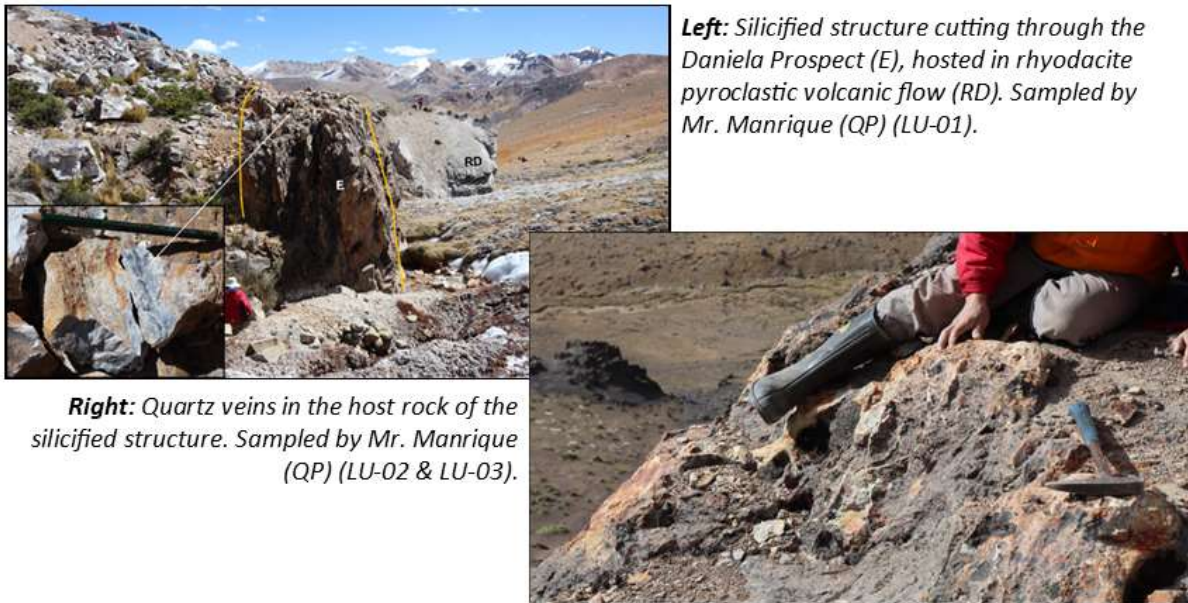 Left: Silicified structure cutting through the
Daniela Prospect (E), hosted in rhyodacite
pyroclastic volcanic flow (RD). Sampled by
Mr. Manrique (QP) (LU-01).
RD
E
Right: Quartz veins in the host rock of the
silicified structure. Sampled by Mr. Manrique
(QP) (LU-02 & LU-03).